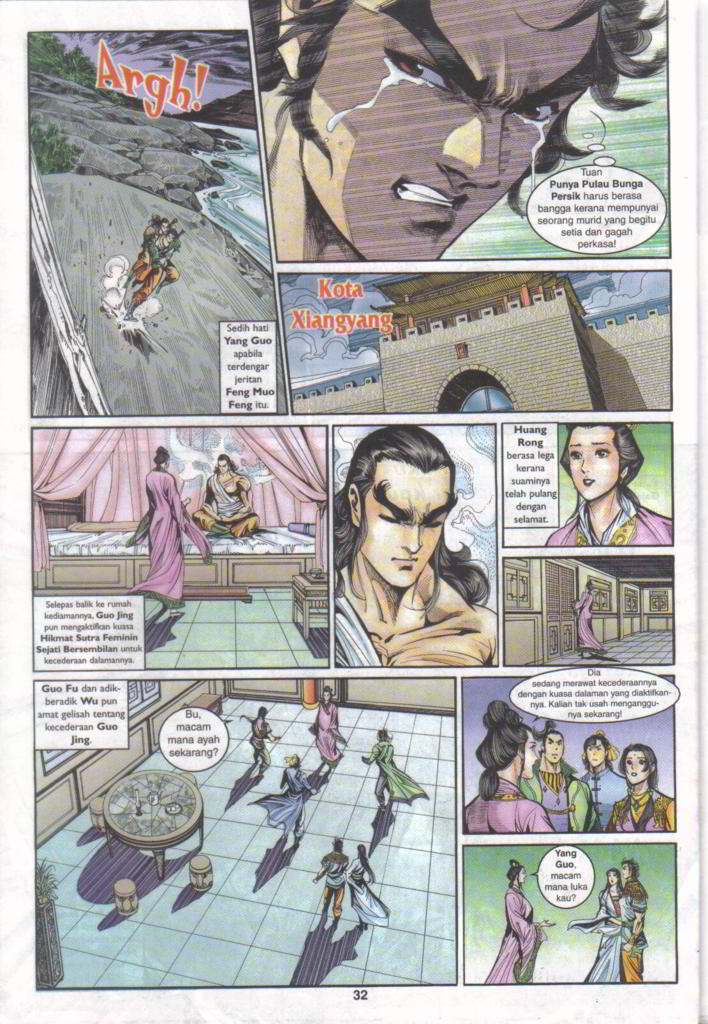 Argh!
Sedih hati
Yang Guo
apabila
terdengar
jeritan
Feng Muo
Feng itu.
Tuan
Punya Pulau Bunga
Persik harus berasa
bangga kerana mempunyai
seorang murid yang begitu
setia dan gagah
perkasa!
Kota
Xiangyang
Selepas balik ke rumah
kediamannya, Guo Jing
pun mengaktifkan kuasa
Hikmat Sutra Feminin
Sejati Bersembilan untuk
kecederaan dalamannya.
Huang
Rong
berasa lega
kerana
suaminya
telah pulang
dengan
selamat.
Guo Fu dan adik-
beradik Wu pun
amat gelisah tentang
kecederaan Guo
Jing.
Bu,
macam
mana ayah
sekarang?
Dia
sedang merawat kecederaannya
dengan kuasa dalaman yang diaktifkan-
nya. Kalian tak usah menganggu-
nya sekarang!
Yang
Guo,
macam
mana luka
kau?
32